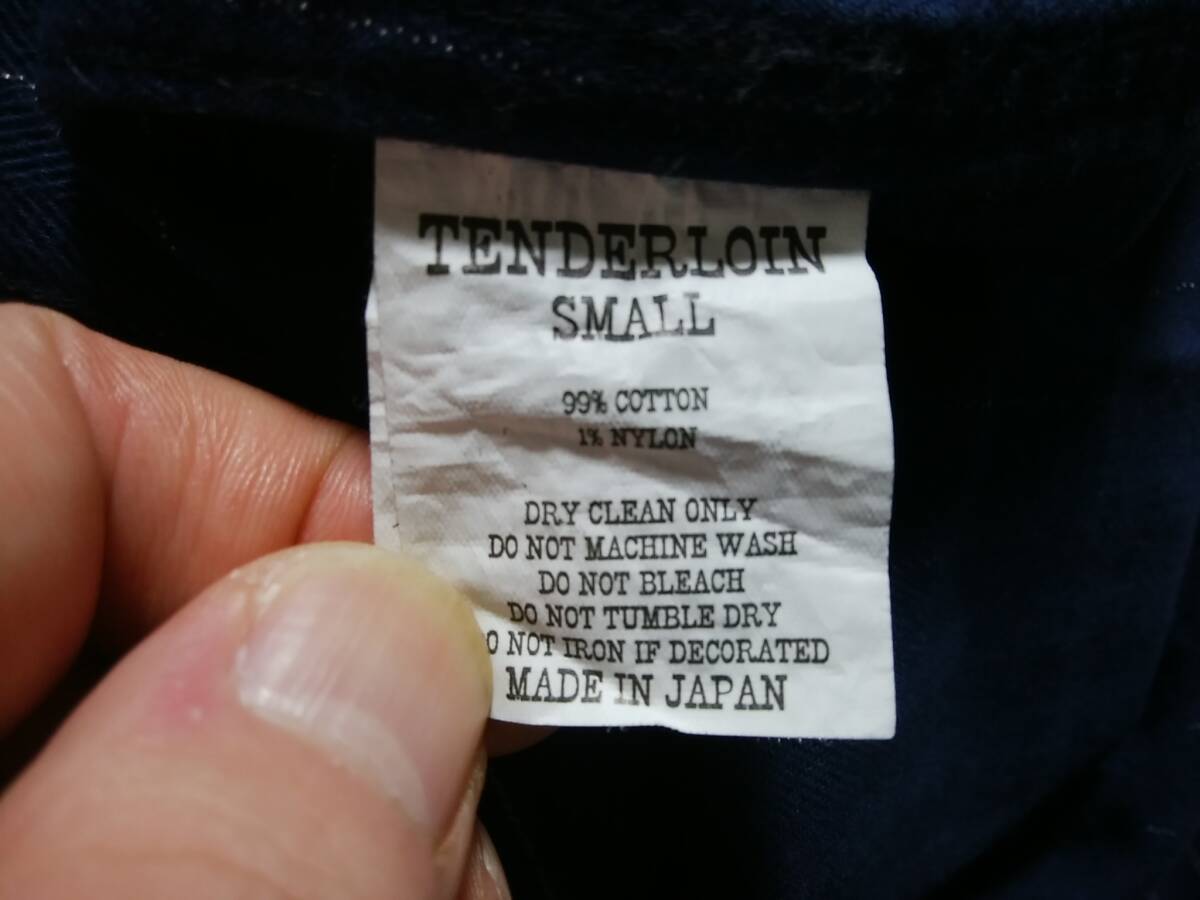 TENDERLOIN
SMALL
99% COTTON
1% NYLON
DRY CLEAN ONLY
DO NOT MACHINE WASH
DO NOT BLEACH
DO NOT TUMBLE DRY
O NOT IRON IF DECORATED
MADE IN JAPAN